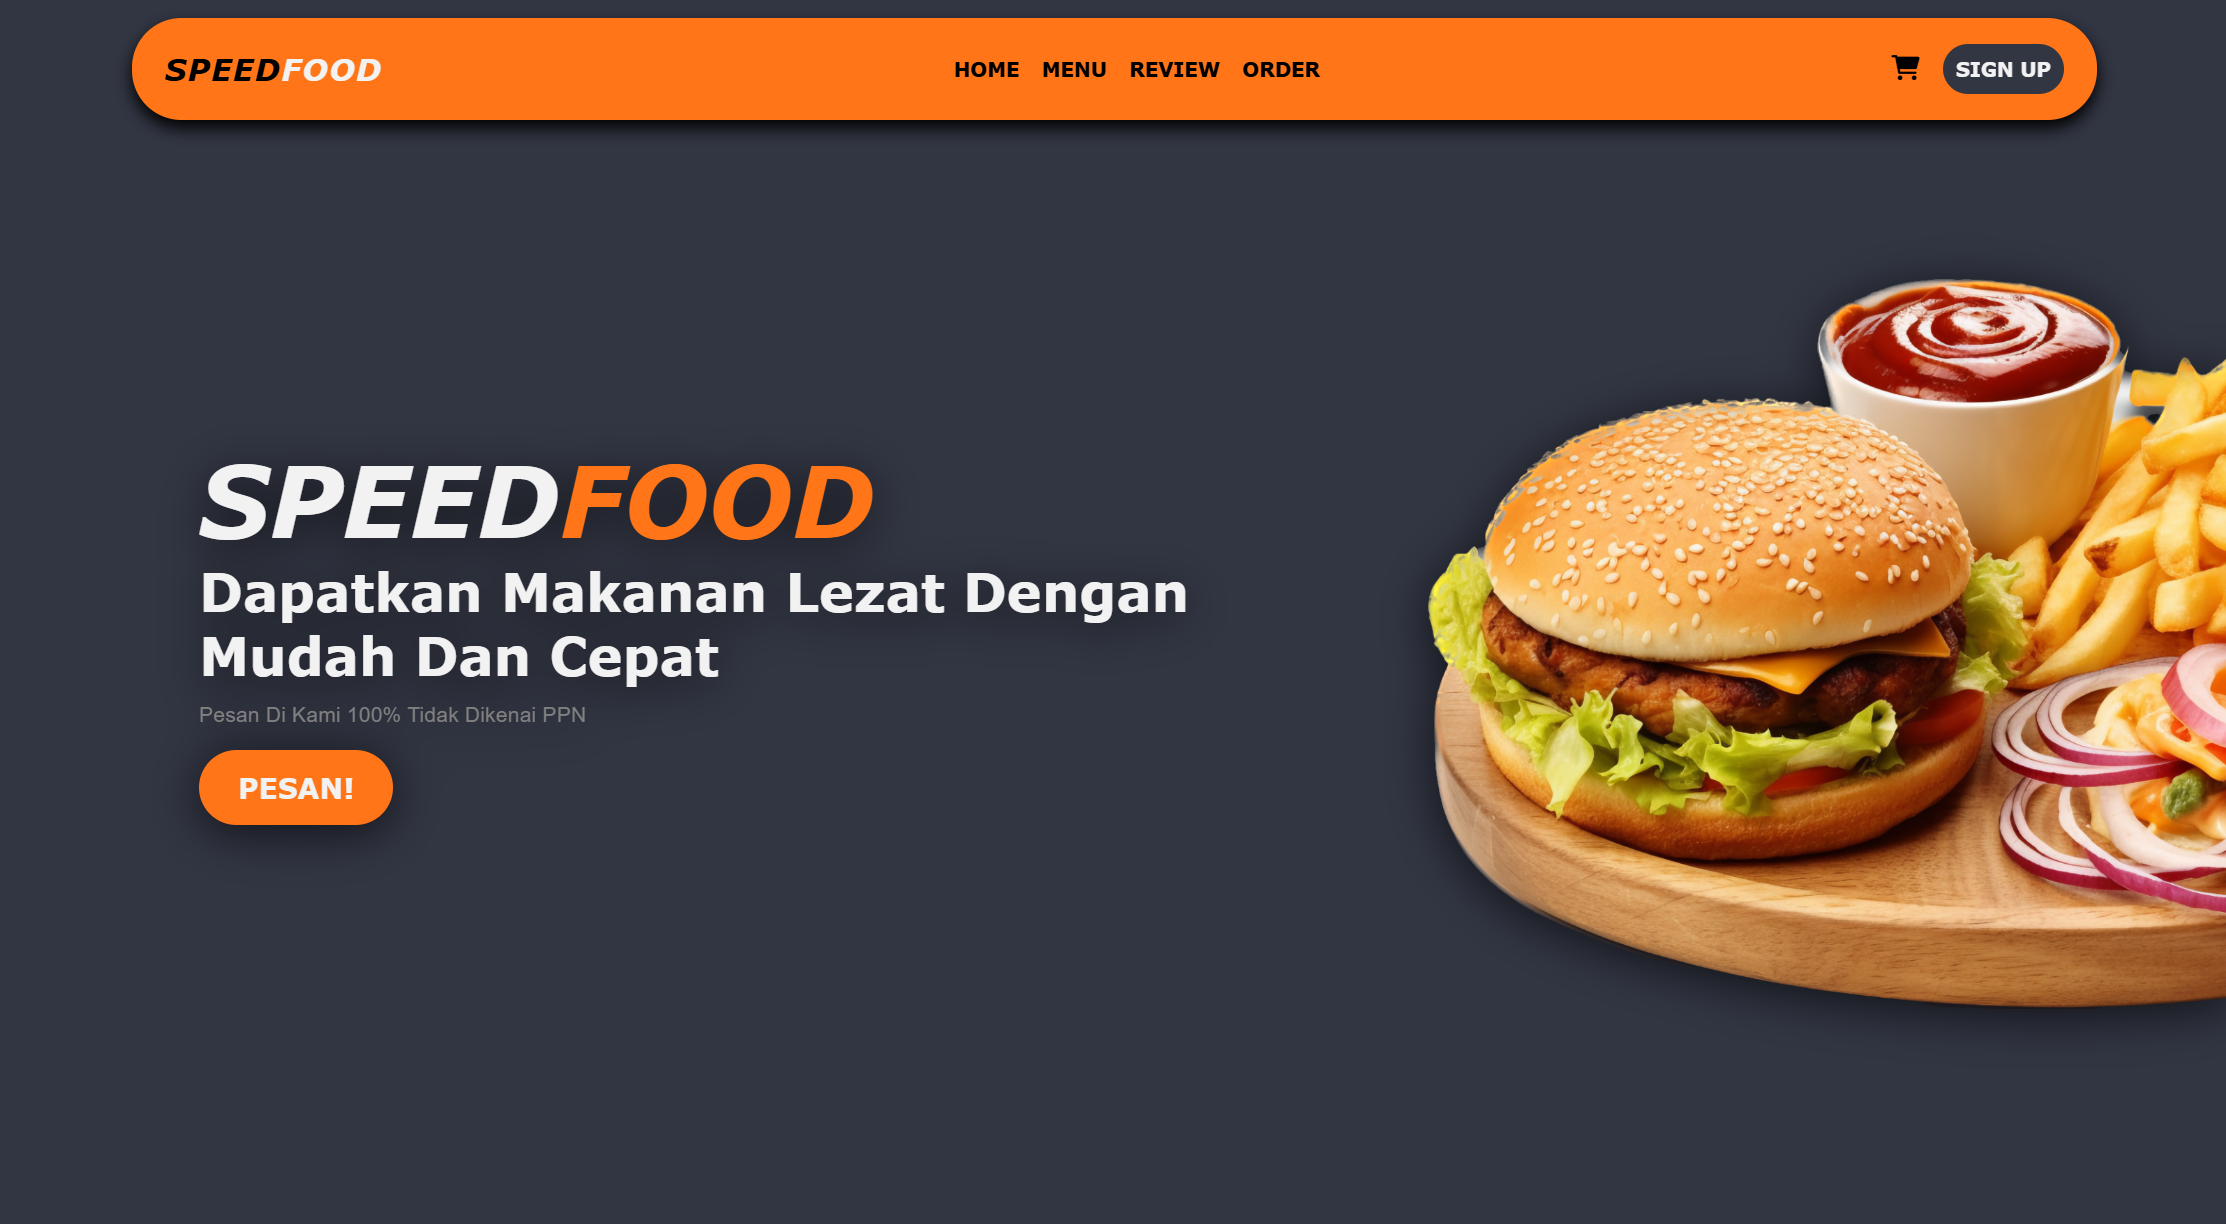 SPEEDFOOD
HOME MENU REVIEW ORDER
SIGN UP
SPEEDFOOD
Dapatkan Makanan Lezat Dengan
Mudah Dan Cepat
Pesan Di Kami 100% Tidak Dikenai PPN
PESAN!